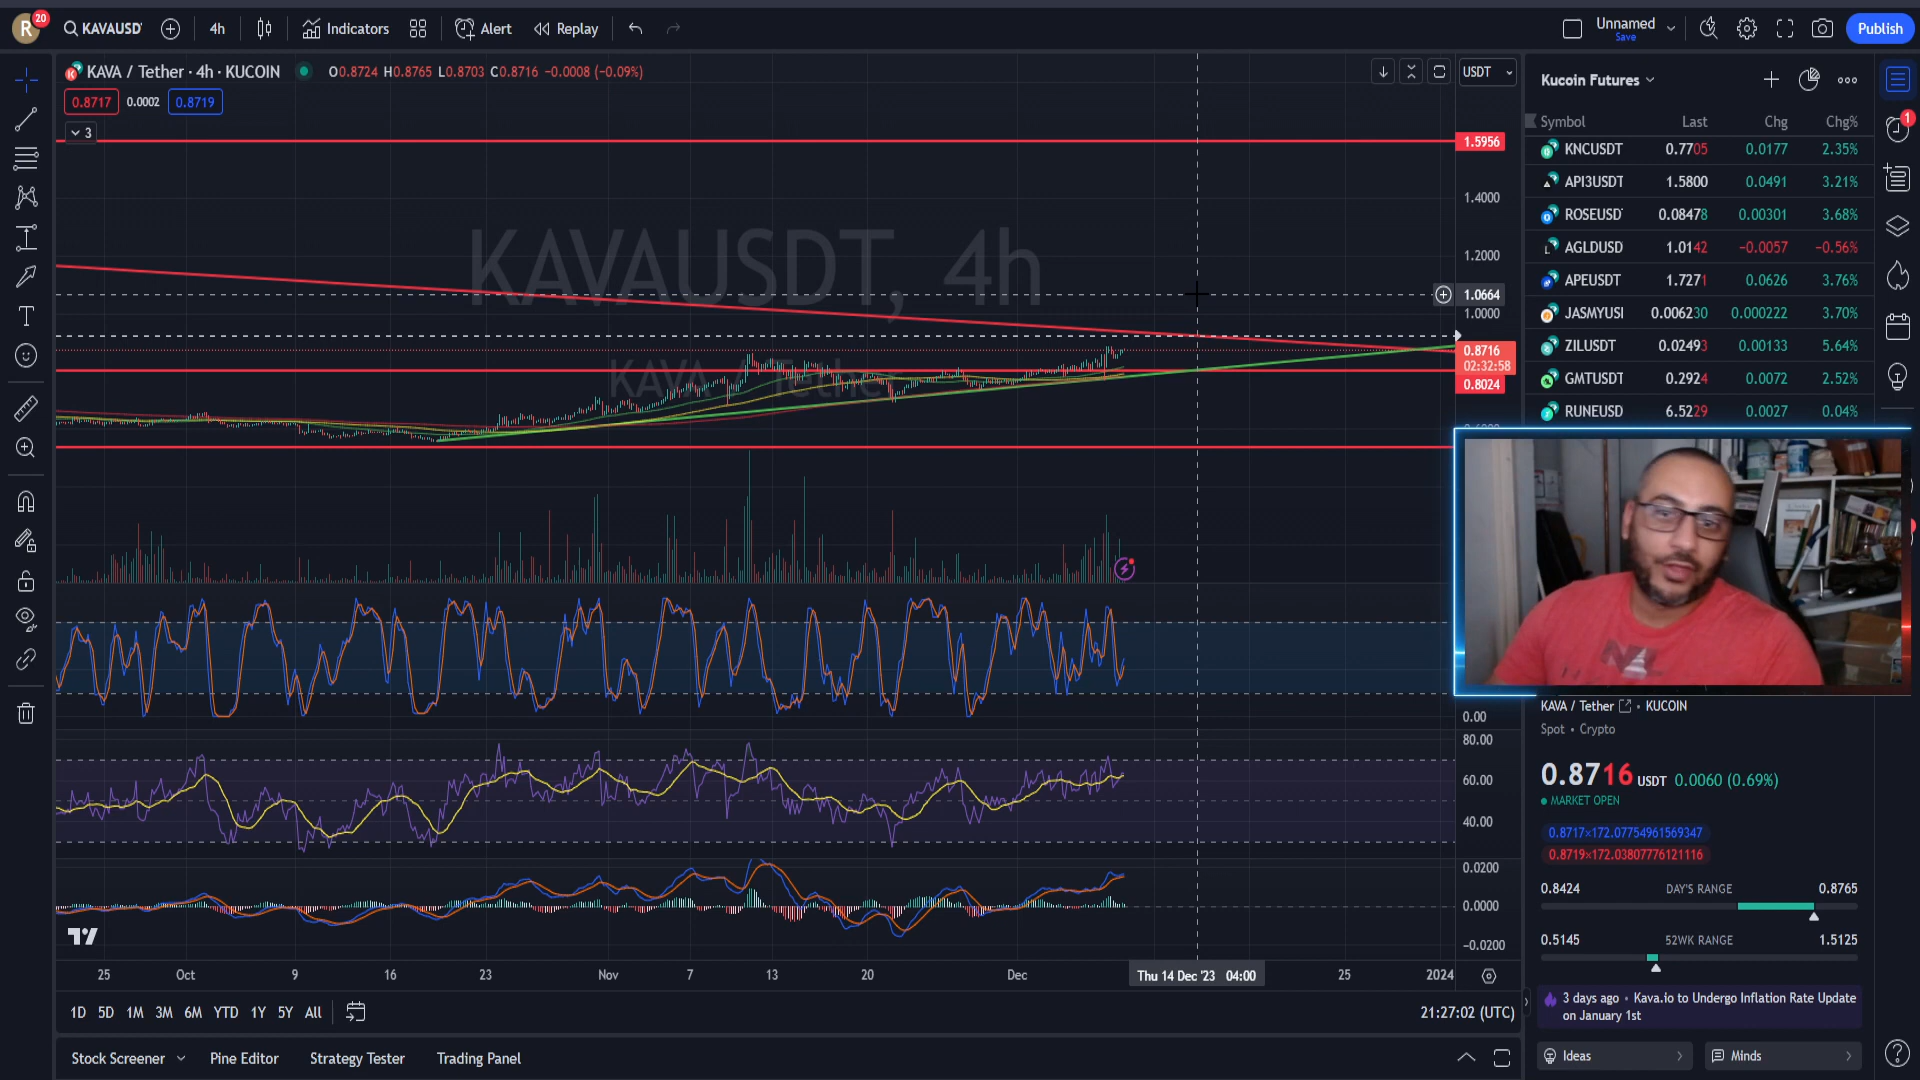 R 20 KAVAUSD 4h Indicators Alert Replay Unnamed Publish
Save
KAVA / Tether · 4h · KUCOIN O0.8724 H0.8765 L0.8703 C0.8716 −0.0008 (−0.09%) USDT
0.8717 0.0002 0.8719
3
KAVAUSDT, 4h
KAVA / Tether
1.5956
1.4000
1.2000
1.0664
1.0000
0.8716
02:32:58
0.8024
0.00
80.00
60.00
40.00
0.0200
0.0000
−0.0200
25 Oct 9 16 23 Nov 7 13 20 Dec Thu 14 Dec '23 04:00 25 2024
1D 5D 1M 3M 6M YTD 1Y 5Y All 21:27:02 (UTC)
Stock Screener Pine Editor Strategy Tester Trading Panel
Kucoin Futures
Symbol Last Chg Chg%
KNCUSDT 0.7705 0.0177 2.35%
API3USDT 1.5800 0.0491 3.21%
ROSEUSD 0.08478 0.00301 3.68%
AGLDUSD 1.0142 −0.0057 −0.56%
APEUSDT 1.7271 0.0626 3.76%
JASMYUSI 0.006230 0.000222 3.70%
ZILUSDT 0.02493 0.00133 5.64%
GMTUSDT 0.2924 0.0072 2.52%
RUNEUSD 6.5229 0.0027 0.04%
KAVA / Tether • KUCOIN
Spot • Crypto
0.8716 USDT 0.0060 (0.69%)
MARKET OPEN
0.8717×172.07754961569347
0.8719×172.03807776121116
0.8424 DAY'S RANGE 0.8765
0.5145 52WK RANGE 1.5125
3 days ago • Kava.io to Undergo Inflation Rate Update
on January 1st
Ideas Minds
1